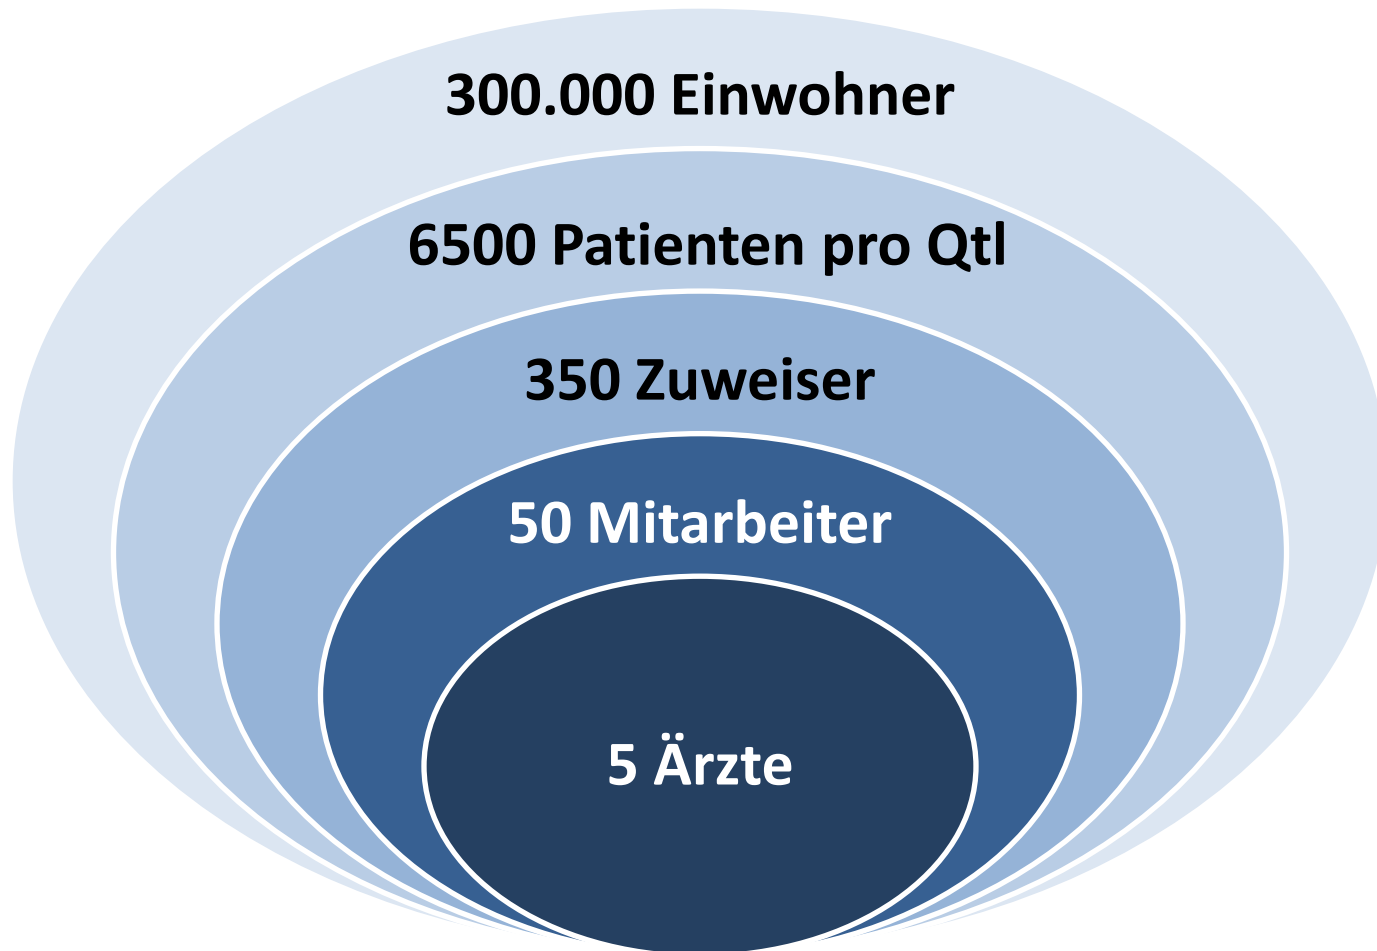 300.000 Einwohner
6500 Patienten pro Qtl
350 Zuweiser
50 Mitarbeiter
5 Ärzte